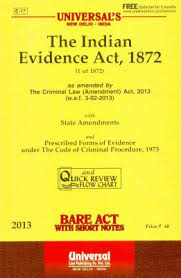 E-17
UNIVERSAL'S
NEW DELHI - INDIA
FREE
The Indian
Evidence Act, 1872
(1 of 1872)
as amended by
The Criminal Law (Amendment) Act, 2013
(w.e.f. 3-02-2013)
with
State Amendments
and
Prescribed Forms of Evidence
under The Code of Criminal Procedure, 1973
and
QUICK REVIEW
FLOW CHART
2013
BARE ACT
WITH SHORT NOTES
Price ₹ 60
Universal
Law Publishing Co. Pvt. Ltd.
NEW DELHI - INDIA